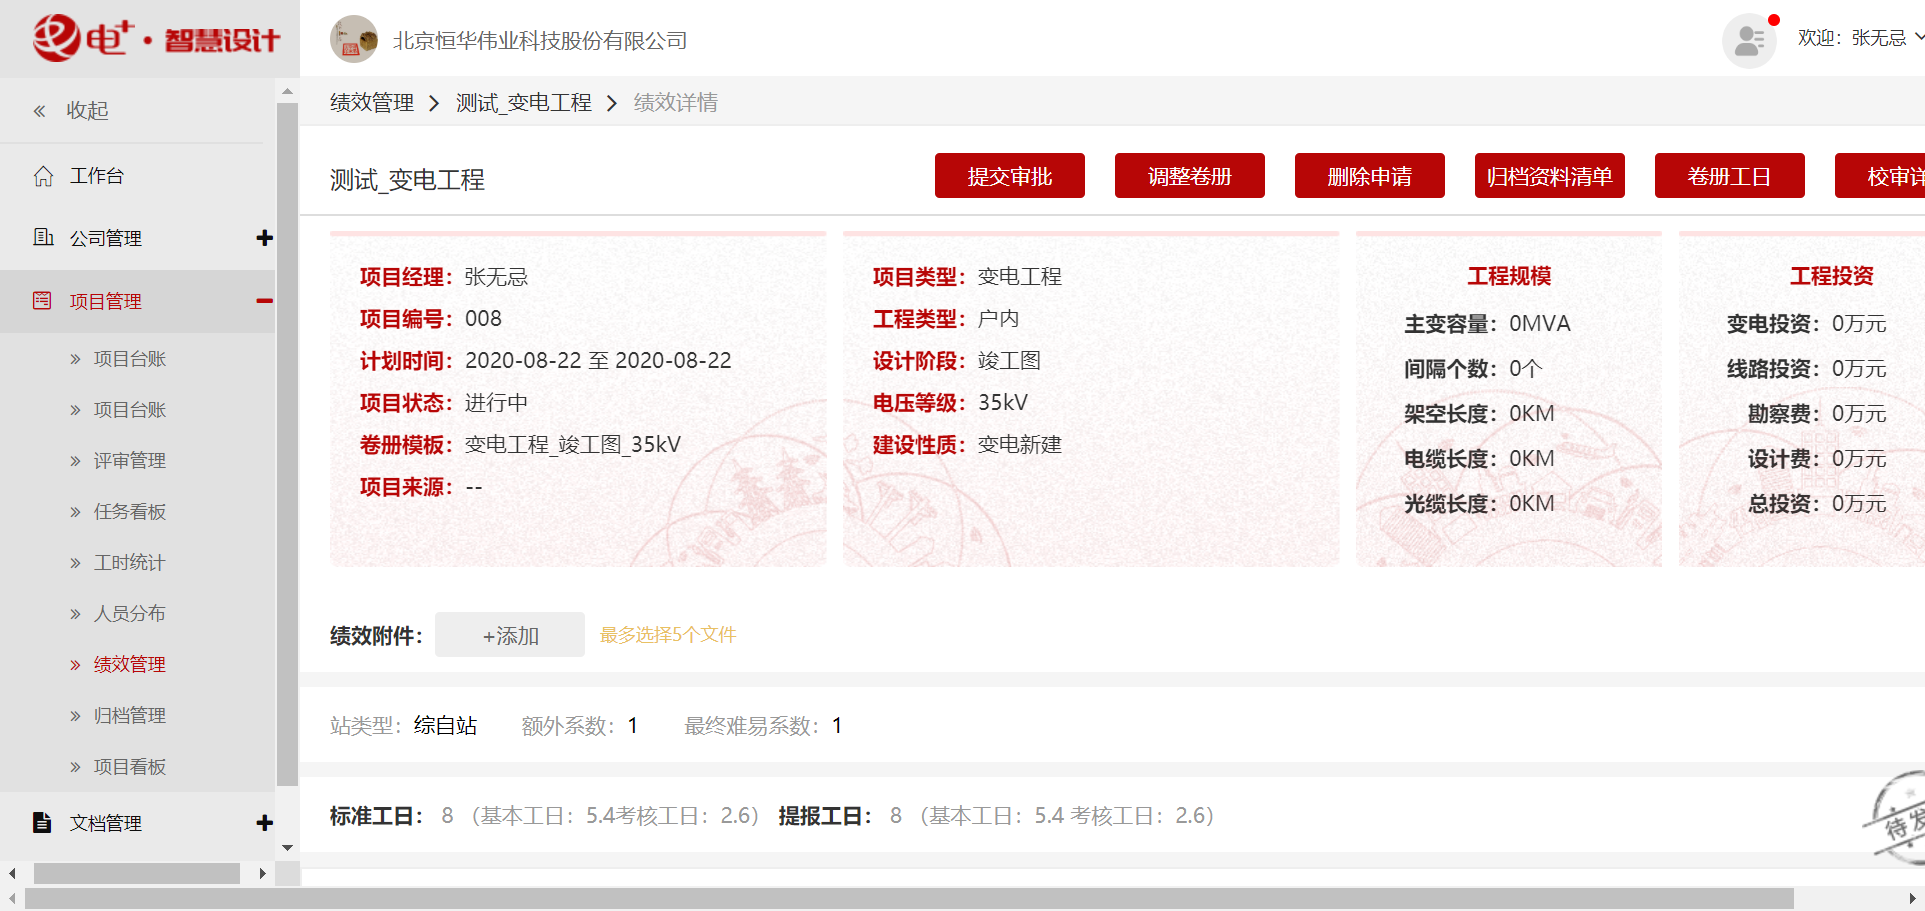 电+·智慧设计
北京恒华伟业科技股份有限公司
欢迎：张无忌
收起
绩效管理 > 测试_变电工程 > 绩效详情
工作台
公司管理
项目管理
项目台账
项目台账
评审管理
任务看板
工时统计
人员分布
绩效管理
归档管理
项目看板
文档管理
测试_变电工程
提交审批
调整卷册
删除申请
归档资料清单
卷册工日
校审详
项目经理：张无忌
项目编号：008
计划时间：2020-08-22 至 2020-08-22
项目状态：进行中
卷册模板：变电工程_竣工图_35kV
项目来源：--
项目类型：变电工程
工程类型：户内
设计阶段：竣工图
电压等级：35kV
建设性质：变电新建
工程规模
主变容量：0MVA
间隔个数：0个
架空长度：0KM
电缆长度：0KM
光缆长度：0KM
工程投资
变电投资：0万元
线路投资：0万元
勘察费：0万元
设计费：0万元
总投资：0万元
绩效附件： +添加 最多选择5个文件
站类型：综自站 额外系数：1 最终难易系数：1
标准工日： 8 （基本工日：5.4考核工日：2.6） 提报工日： 8 （基本工日：5.4 考核工日：2.6）
待发